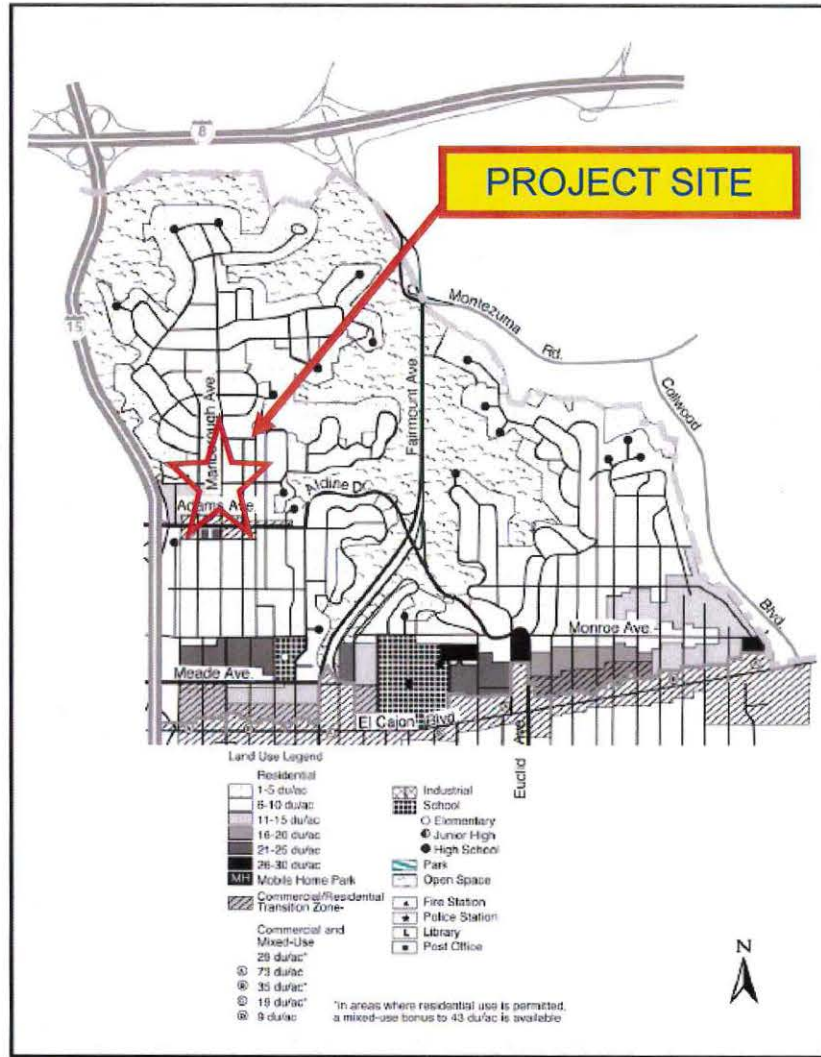 8
PROJECT SITE
15
Montezuma
Rd.
Collwood
Blvd.
Fairmount Ave.
Marlborough Ave.
Aldine Dr.
Adams Ave.
Monroe Ave.
Meade Ave.
El Cajon Blvd.
Euclid Ave.
Land Use Legend
Residential
1-5 du/ac
6-10 du/ac
11-15 du/ac
16-20 du/ac
21-25 du/ac
26-30 du/ac
MH Mobile Home Park
Commercial/Residential
Transition Zone-
Commercial and
Mixed-Use
29 du/ac*
A 73 du/ac
B 35 du/ac*
C 19 du/ac*
D 9 du/ac
Industrial
School
Elementary
Junior High
High School
Park
Open Space
Fire Station
Police Station
L Library
Post Office
*in areas where residential use is permitted,
a mixed-use bonus to 43 du/ac is available
N